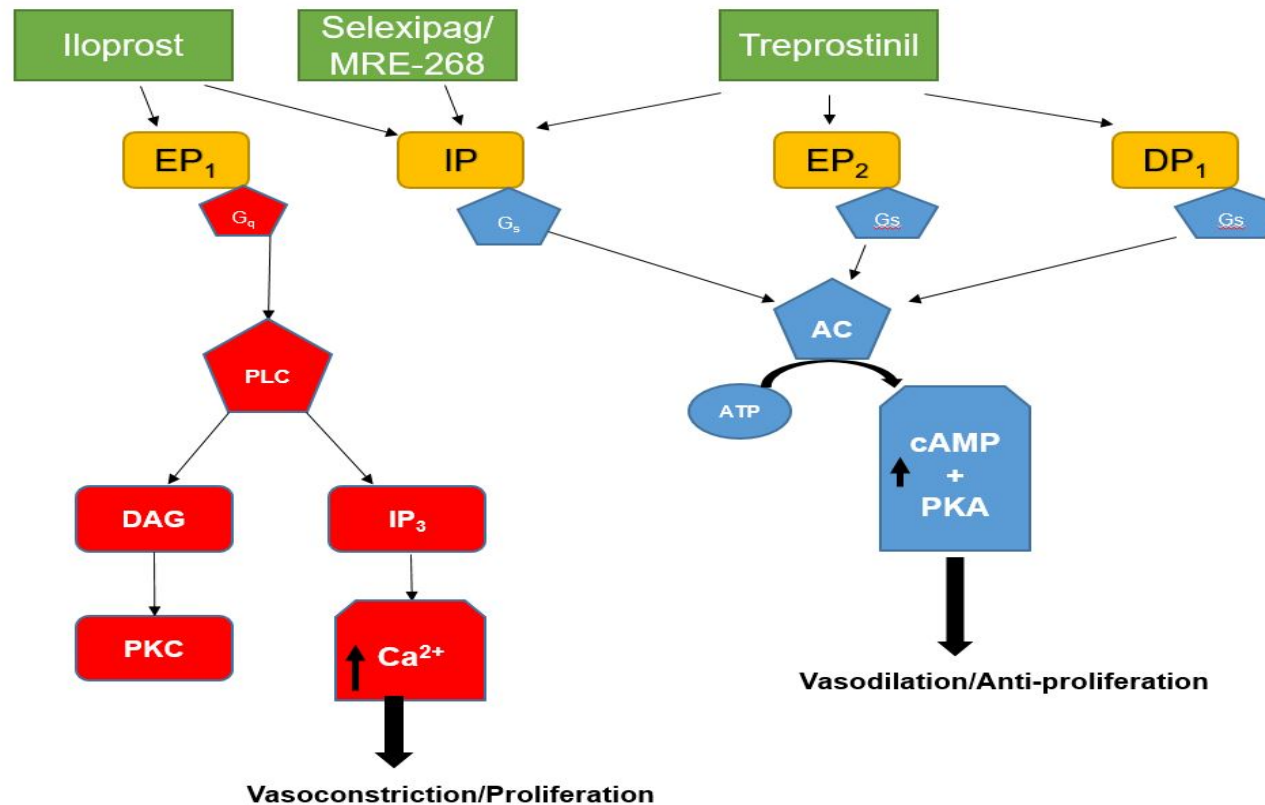 Iloprost
Selexipag/
MRE-268
Treprostinil
EP₁
IP
EP₂
DP₁
Gq
Gₛ
Gs
Gs
AC
PLC
ATP
cAMP
+
PKA
DAG
IP₃
PKC
Ca²⁺
Vasodilation/Anti-proliferation
Vasoconstriction/Proliferation